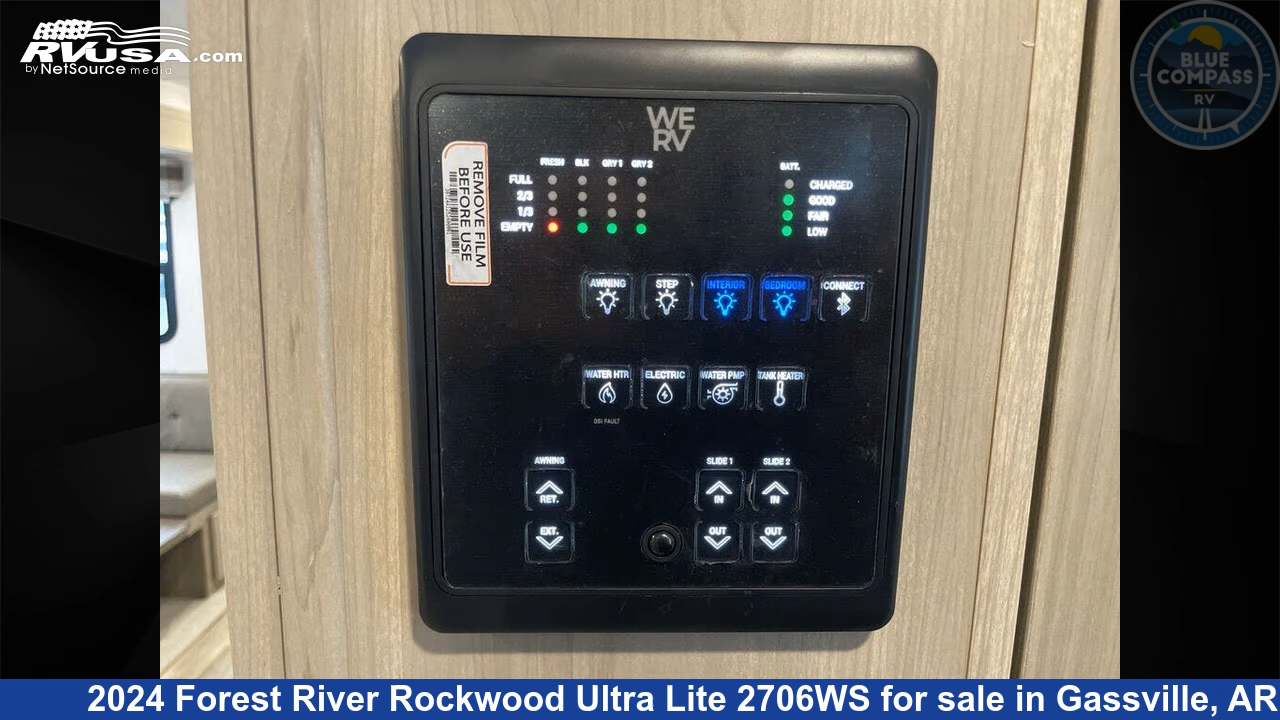 RVUSA.com
by NetSource media
BLUE
COMPASS
RV
WE
RV
REMOVE FILM
BEFORE USE
FRESH BLK GRY 1 GRY 2
BATT.
FULL
2/3
1/3
EMPTY
CHARGED
GOOD
FAIR
LOW
AWNING STEP INTERIOR BEDROOM CONNECT
WATER HTR ELECTRIC WATER PMP TANK HEATER
DSI FAULT
AWNING SLIDE 1 SLIDE 2
RET. IN IN
EXT. OUT OUT
2024 Forest River Rockwood Ultra Lite 2706WS for sale in Gassville, AR